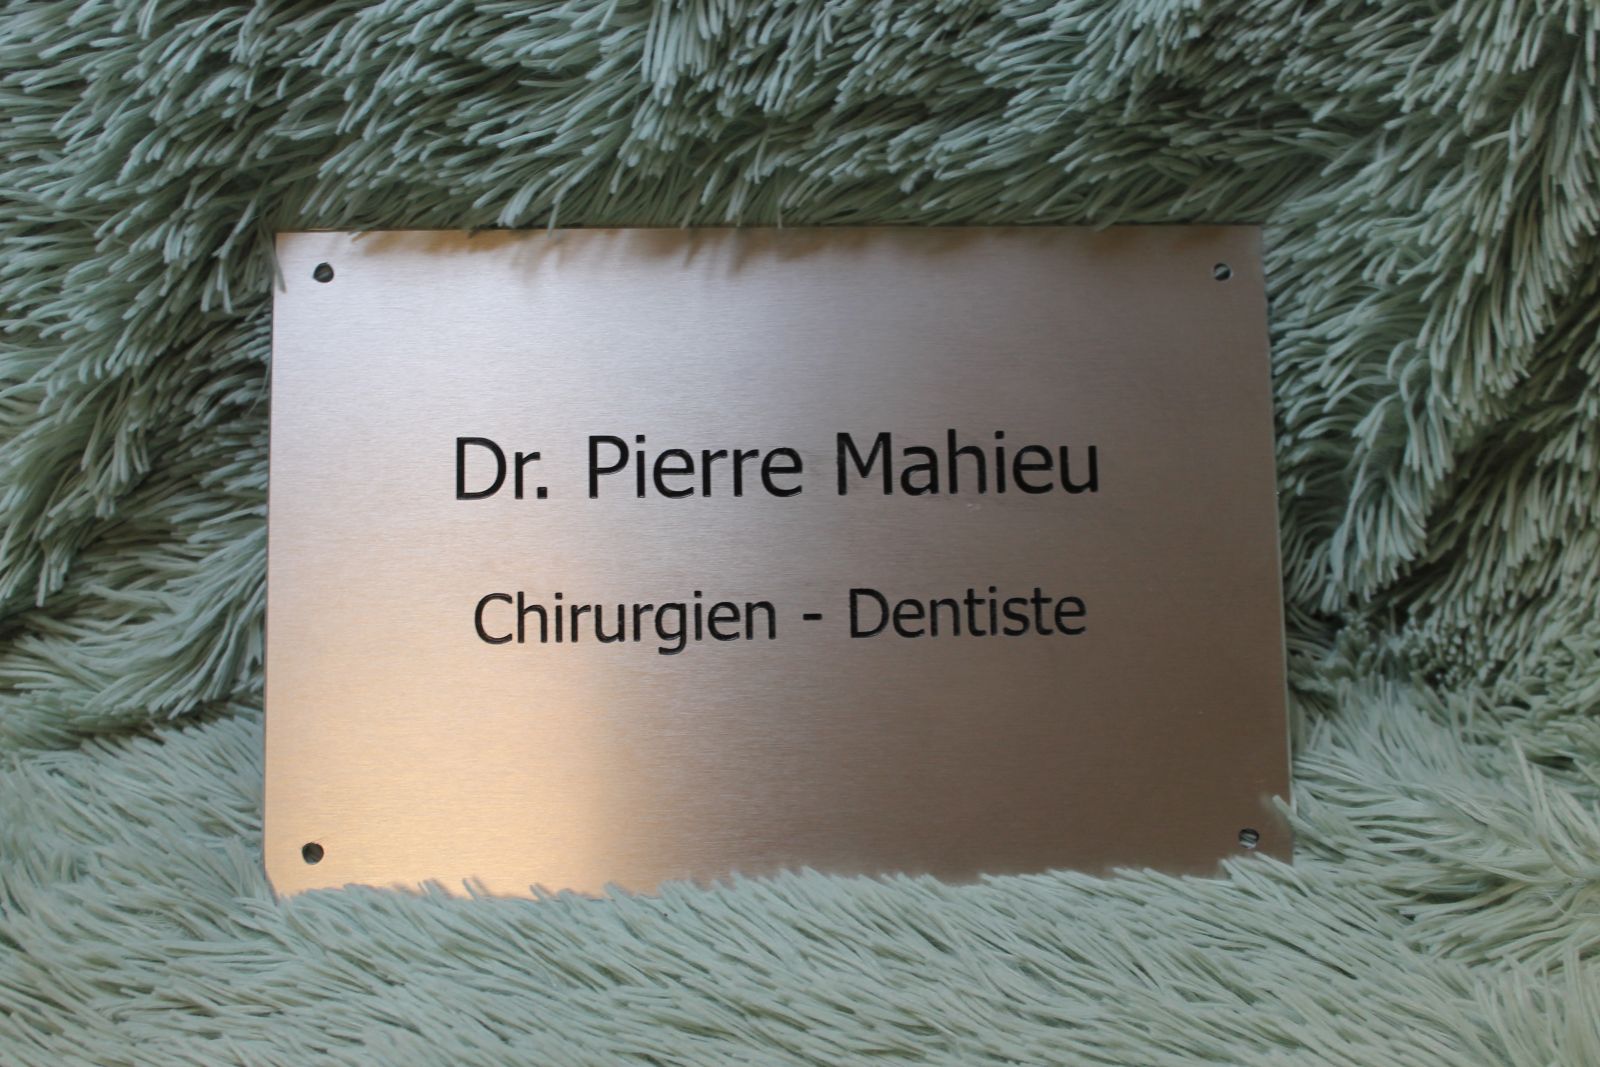 Dr. Pierre Mahieu
Chirurgien - Dentiste